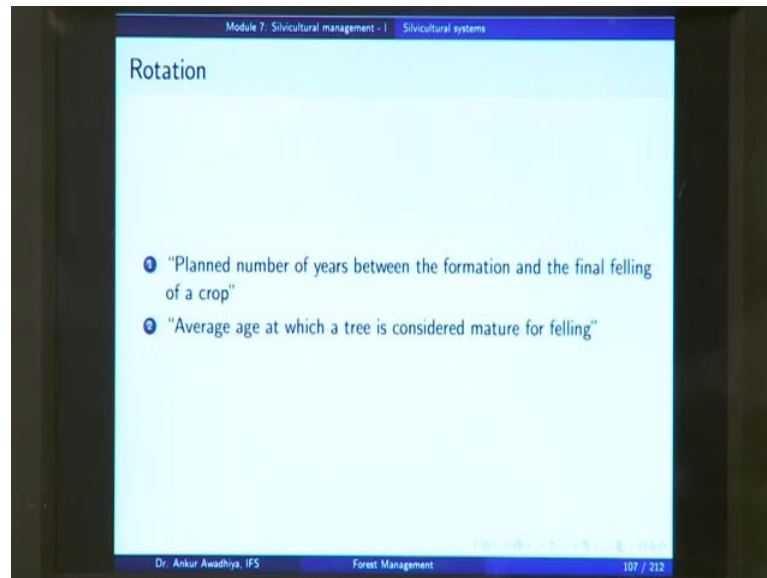 Module 7: Silvicultural management - I Silvicultural systems
Rotation
1 "Planned number of years between the formation and the final felling
of a crop"
2 "Average age at which a tree is considered mature for felling"
Dr. Ankur Awadhiya, IFS Forest Management 107 / 212